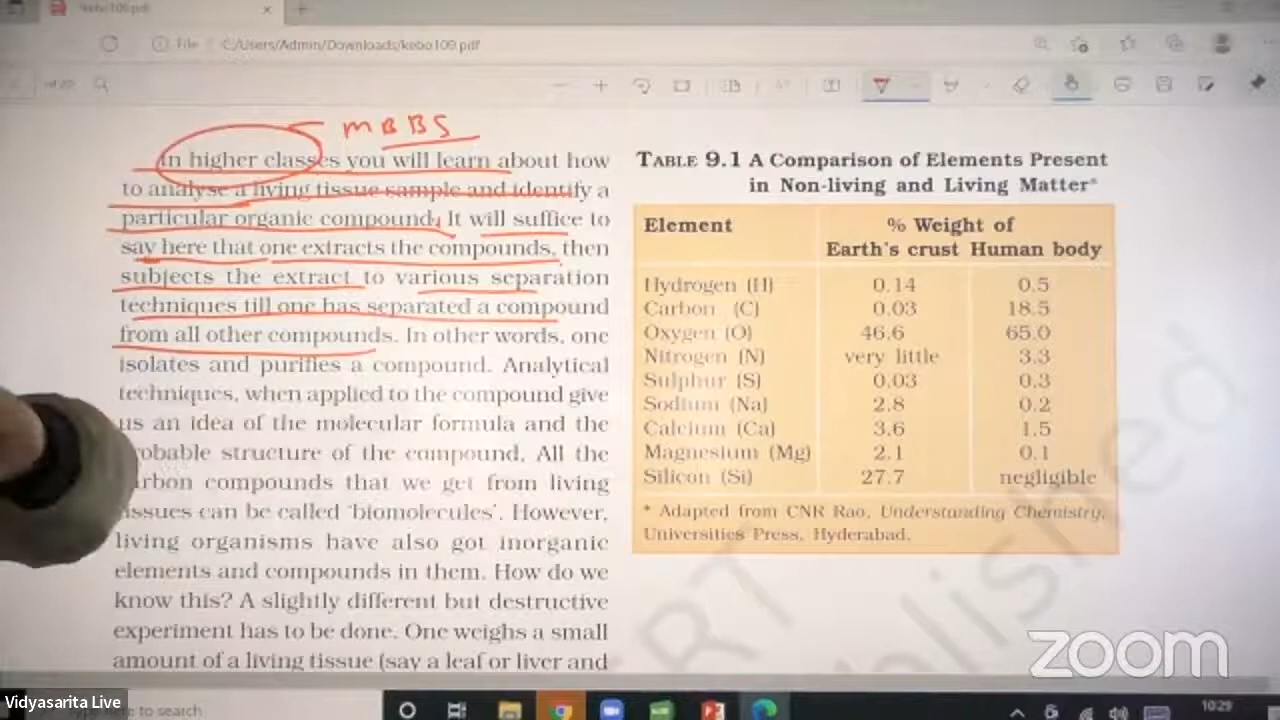 kebo109.pdf
File C:/Users/Admin/Downloads/kebo109.pdf
MBBS
In higher classes you will learn about how
to analyse a living tissue sample and identify a
particular organic compound. It will suffice to
say here that one extracts the compounds, then
subjects the extract to various separation
techniques till one has separated a compound
from all other compounds. In other words, one
isolates and purifies a compound. Analytical
techniques, when applied to the compound give
us an idea of the molecular formula and the
probable structure of the compound. All the
carbon compounds that we get from living
tissues can be called 'biomolecules'. However,
living organisms have also got inorganic
elements and compounds in them. How do we
know this? A slightly different but destructive
experiment has to be done. One weighs a small
amount of a living tissue (say a leaf or liver and
TABLE 9.1 A Comparison of Elements Present
in Non-living and Living Matter*
Element % Weight of
Earth's crust Human body
Hydrogen (H) 0.14 0.5
Carbon (C) 0.03 18.5
Oxygen (O) 46.6 65.0
Nitrogen (N) very little 3.3
Sulphur (S) 0.03 0.3
Sodium (Na) 2.8 0.2
Calcium (Ca) 3.6 1.5
Magnesium (Mg) 2.1 0.1
Silicon (Si) 27.7 negligible
* Adapted from CNR Rao, Understanding Chemistry,
Universities Press, Hyderabad.
zoom
Vidyasarita Live
here to search
10:29